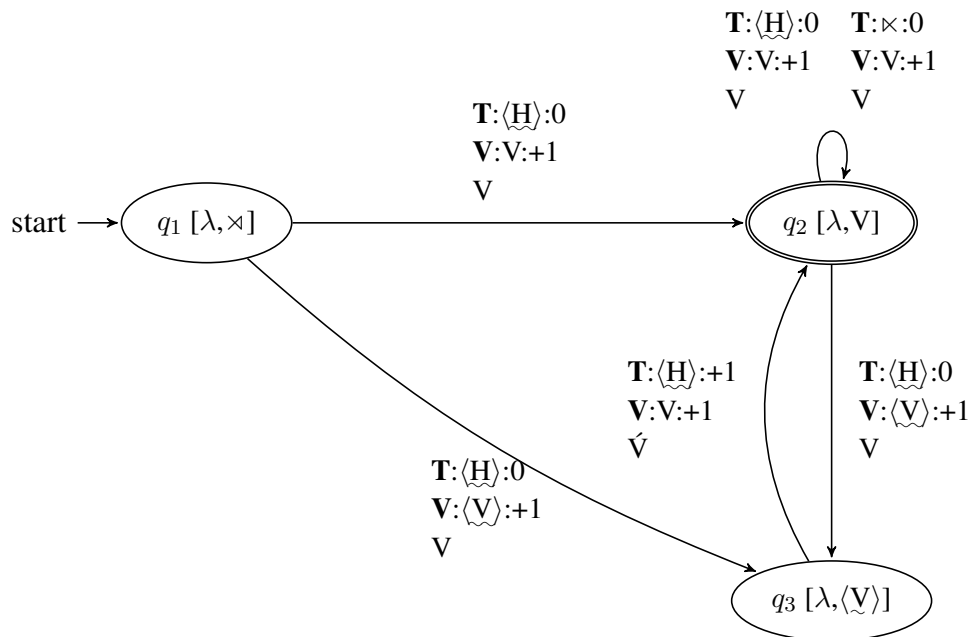 T:⟨H̰⟩:0 T:⋉:0
V:V:+1 V:V:+1
V V
T:⟨H̰⟩:0
V:V:+1
V
start q₁ [λ,⋊] q₂ [λ,V]
T:⟨H̰⟩:+1 T:⟨H̰⟩:0
V:V:+1 V:⟨V̰⟩:+1
V́ V
T:⟨H̰⟩:0
V:⟨V̰⟩:+1
V
q₃ [λ,⟨V̰⟩]